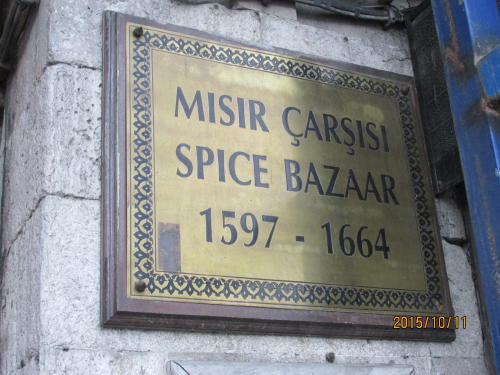 MISIR ÇARŞISI
SPICE BAZAAR
1597 - 1664
2015/10/11